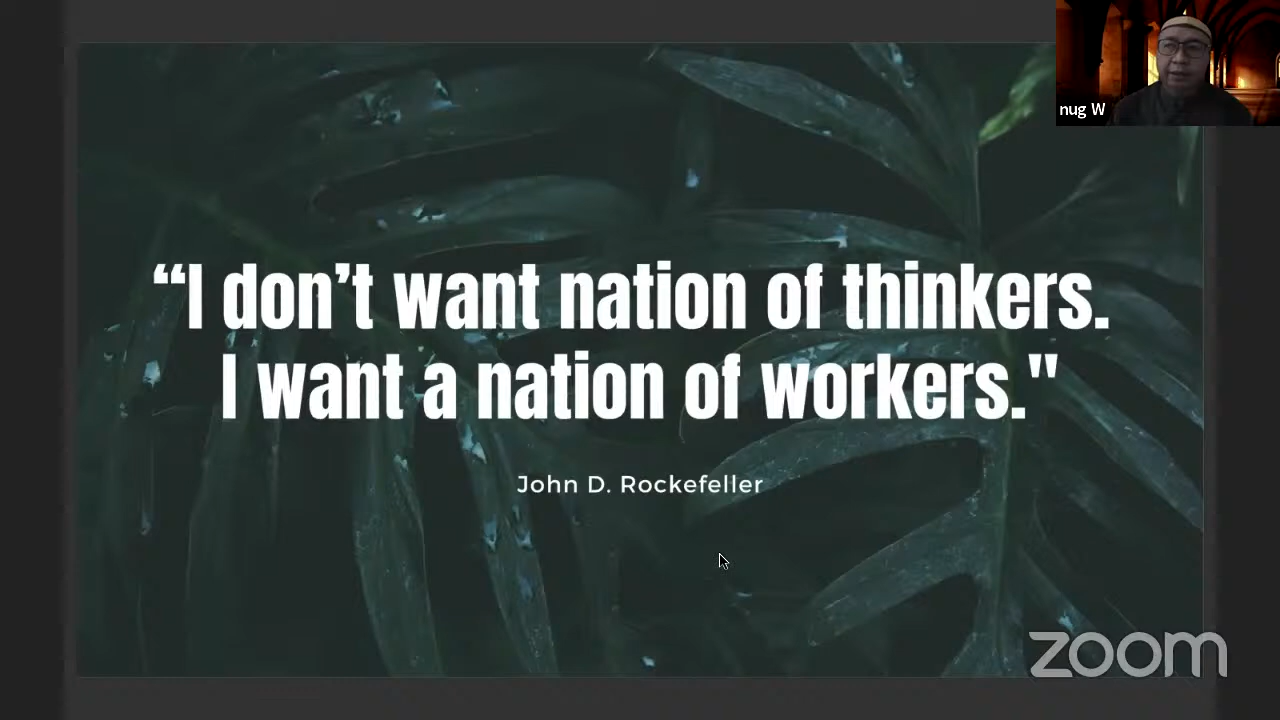 nug W
“I don’t want nation of thinkers.
I want a nation of workers."
John D. Rockefeller
zoom